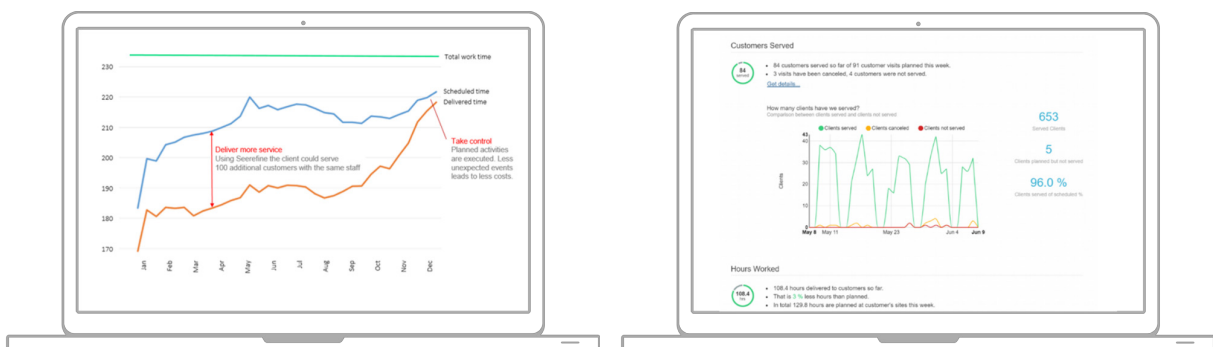 230
220
210
200
190
180
170
Jan
Feb
Mar
Apr
May
Jun
Jul
Aug
Sep
Oct
Nov
Dec
Total work time
Scheduled time
Delivered time
Deliver more service
Using Seerefine the client could serve
100 additional customers with the same staff
Take control
Planned activities
are executed. Less
unexpected events
leads to less costs.
Customers Served
84
served
• 84 customers served so far of 91 customer visits planned this week.
• 3 visits have been canceled, 4 customers were not served.
Get details...
How many clients have we served?
Comparison between clients served and clients not served
Clients served
Clients canceled
Clients not served
Clients
43
40
30
20
10
0
May 8
May 11
May 23
Jun 4
Jun 9
653
Served Clients
5
Clients planned but not served
96.0 %
Clients served of scheduled %
Hours Worked
108.4
hrs
• 108.4 hours delivered to customers so far.
• That is 3 % less hours than planned.
• In total 129.8 hours are planned at customer's sites this week.